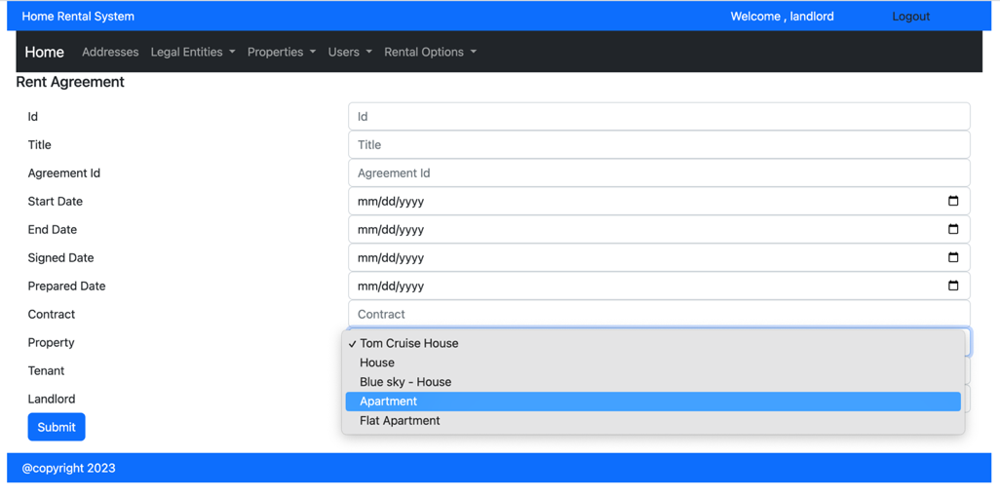 Home Rental System Welcome , landlord Logout
Home Addresses Legal Entities Properties Users Rental Options
Rent Agreement
Id Id
Title Title
Agreement Id Agreement Id
Start Date mm/dd/yyyy
End Date mm/dd/yyyy
Signed Date mm/dd/yyyy
Prepared Date mm/dd/yyyy
Contract Contract
Property ✓ Tom Cruise House
House
Tenant Blue sky - House
Landlord Apartment
Submit Flat Apartment
@copyright 2023